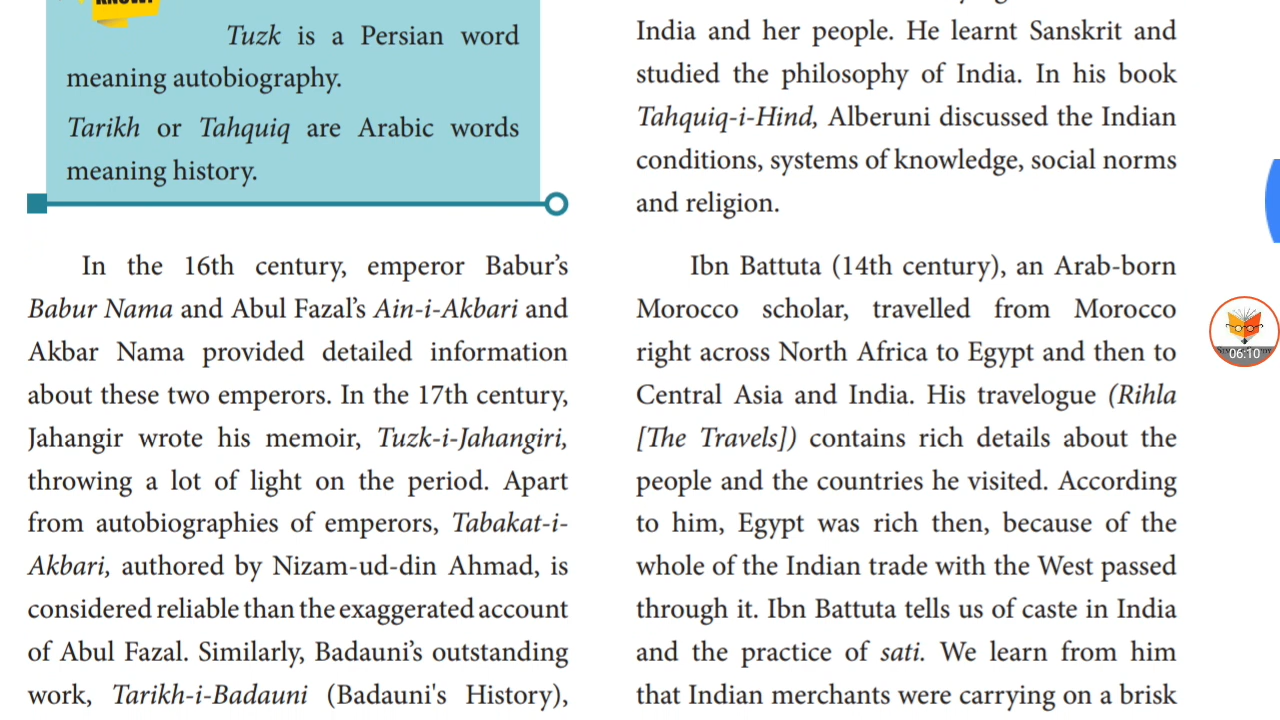 KNOW?
Tuzk is a Persian word
meaning autobiography.
Tarikh or Tahquiq are Arabic words
meaning history.
In the 16th century, emperor Babur’s
Babur Nama and Abul Fazal’s Ain-i-Akbari and
Akbar Nama provided detailed information
about these two emperors. In the 17th century,
Jahangir wrote his memoir, Tuzk-i-Jahangiri,
throwing a lot of light on the period. Apart
from autobiographies of emperors, Tabakat-i-
Akbari, authored by Nizam-ud-din Ahmad, is
considered reliable than the exaggerated account
of Abul Fazal. Similarly, Badauni’s outstanding
work, Tarikh-i-Badauni (Badauni's History),
India and her people. He learnt Sanskrit and
studied the philosophy of India. In his book
Tahquiq-i-Hind, Alberuni discussed the Indian
conditions, systems of knowledge, social norms
and religion.
Ibn Battuta (14th century), an Arab-born
Morocco scholar, travelled from Morocco
right across North Africa to Egypt and then to
Central Asia and India. His travelogue (Rihla
[The Travels]) contains rich details about the
people and the countries he visited. According
to him, Egypt was rich then, because of the
whole of the Indian trade with the West passed
through it. Ibn Battuta tells us of caste in India
and the practice of sati. We learn from him
that Indian merchants were carrying on a brisk
06:10